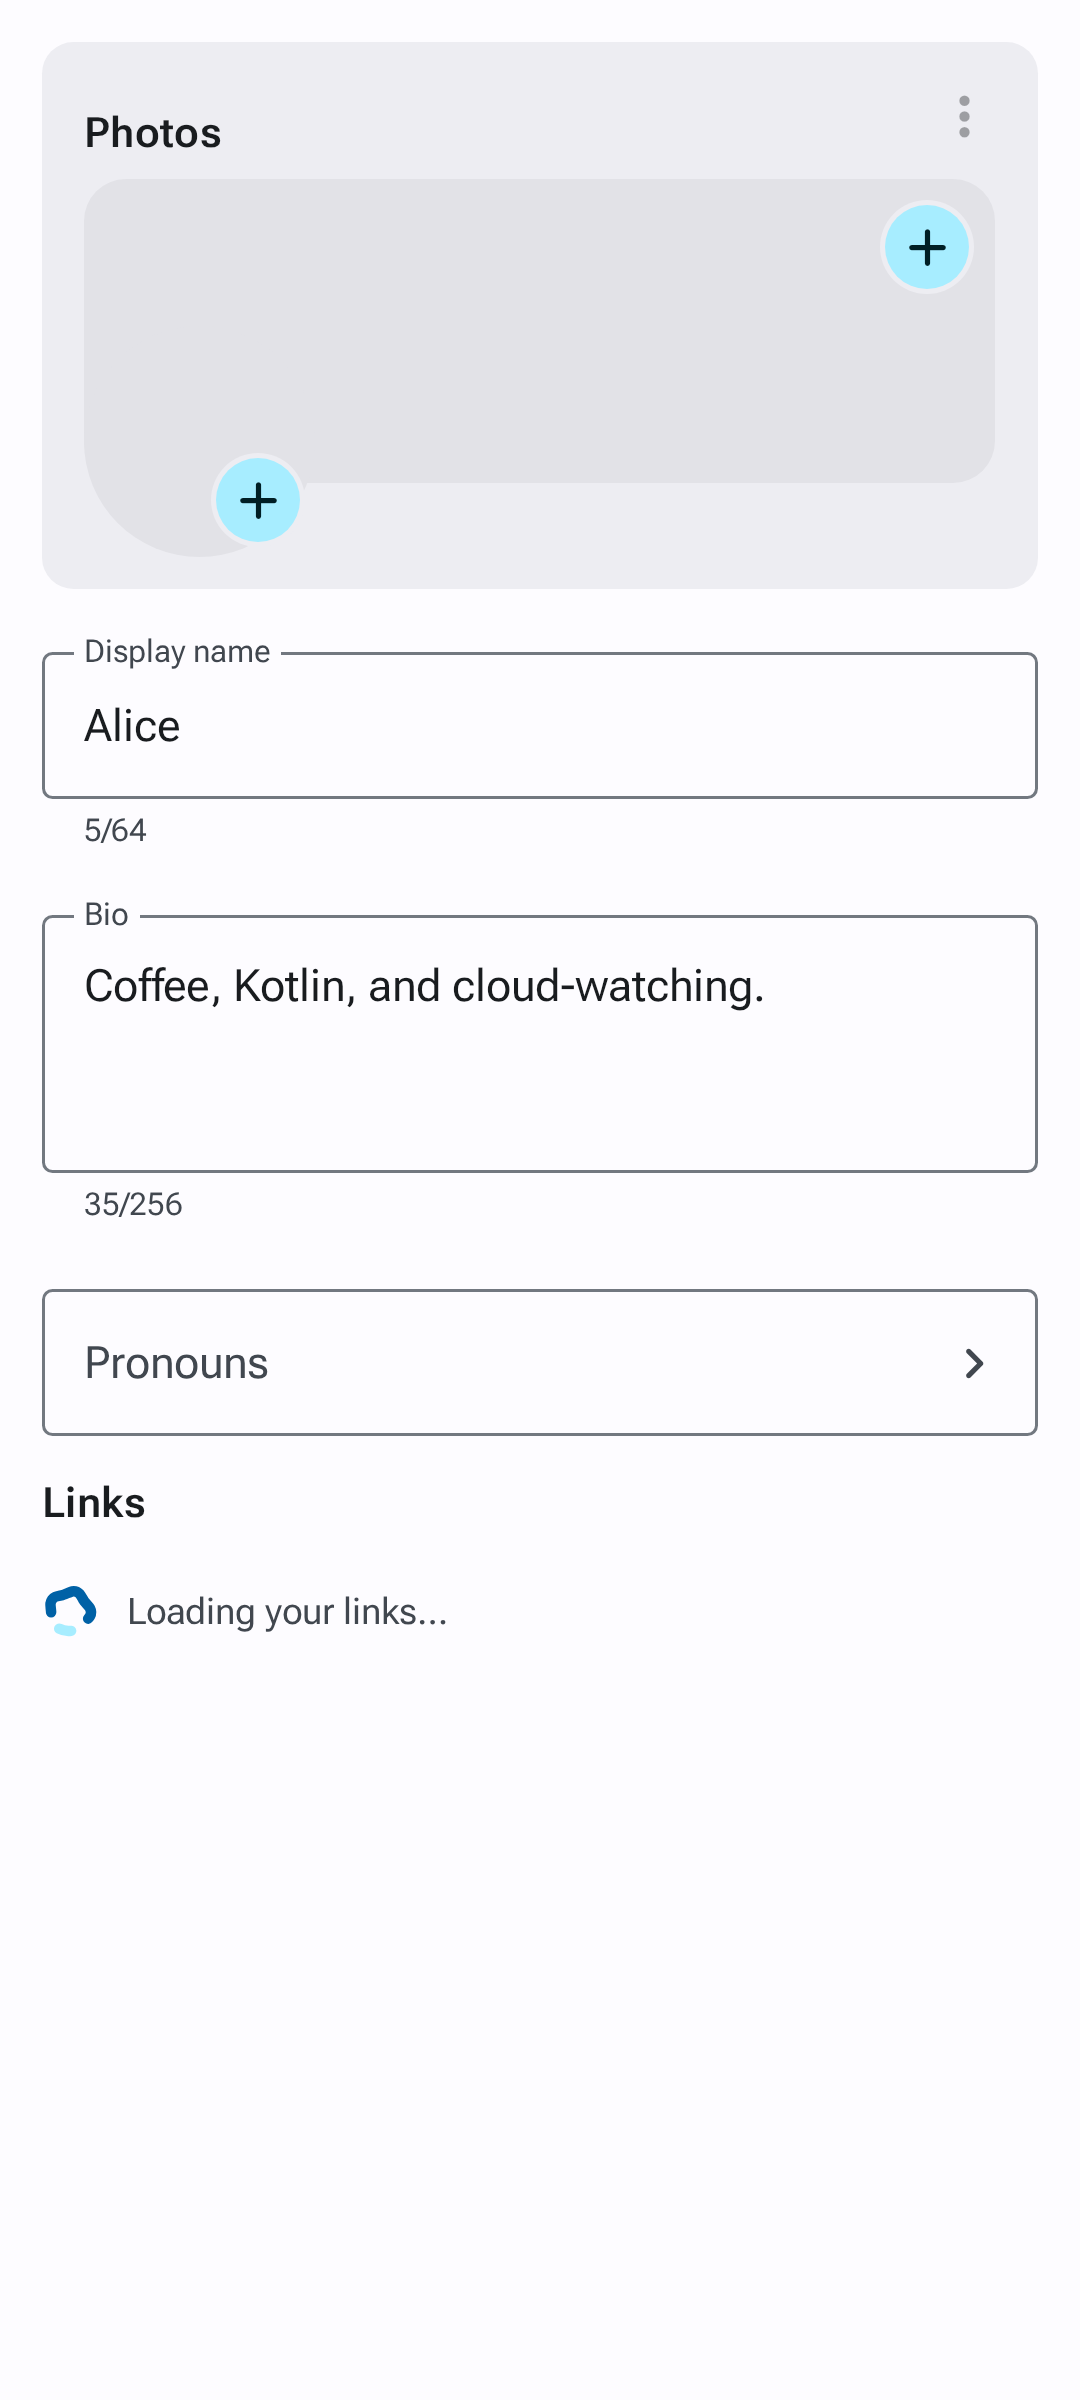 Photos
Display name
Alice
5/64
Bio
Coffee, Kotlin, and cloud-watching.
35/256
Pronouns
Links
Loading your links...